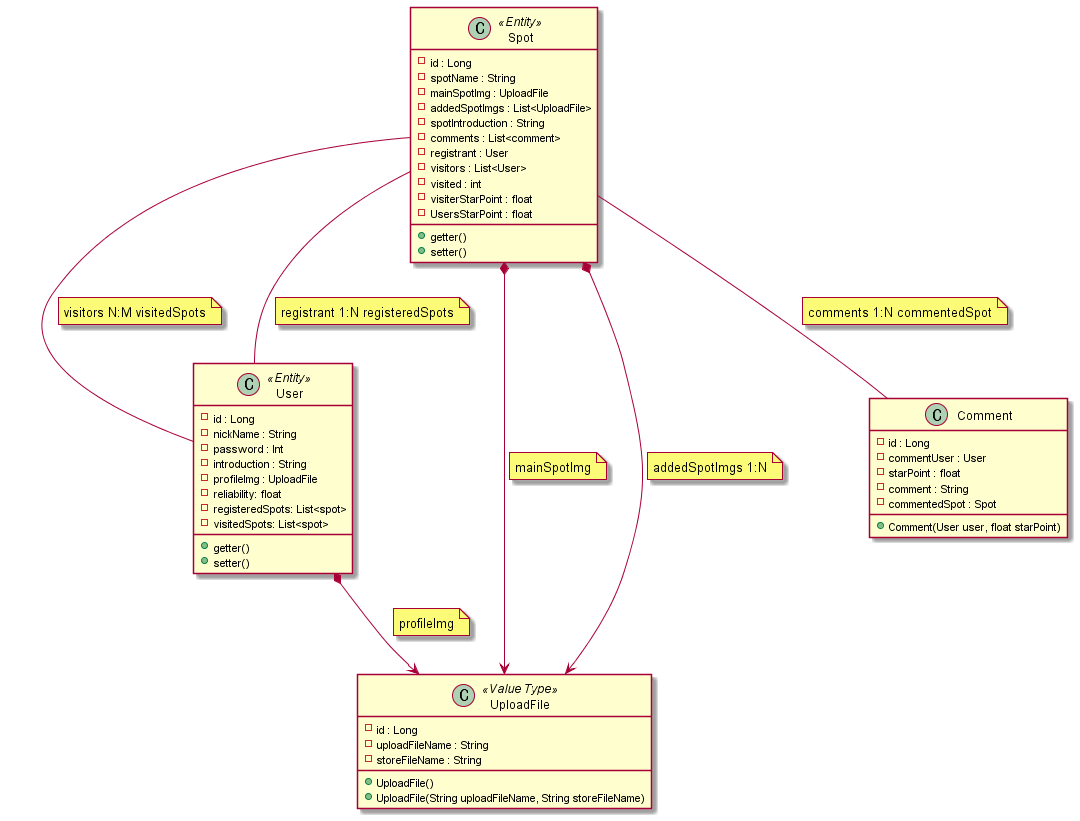 C «Entity»
Spot
id : Long
spotName : String
mainSpotImg : UploadFile
addedSpotImgs : List<UploadFile>
spotIntroduction : String
comments : List<comment>
registrant : User
visitors : List<User>
visited : int
visiterStarPoint : float
UsersStarPoint : float
getter()
setter()
visitors N:M visitedSpots
registrant 1:N registeredSpots
comments 1:N commentedSpot
C «Entity»
User
id : Long
nickName : String
password : Int
introduction : String
profileImg : UploadFile
reliability: float
registeredSpots: List<spot>
visitedSpots: List<spot>
getter()
setter()
mainSpotImg
addedSpotImgs 1:N
C Comment
id : Long
commentUser : User
starPoint : float
comment : String
commentedSpot : Spot
Comment(User user, float starPoint)
profileImg
C «Value Type»
UploadFile
id : Long
uploadFileName : String
storeFileName : String
UploadFile()
UploadFile(String uploadFileName, String storeFileName)